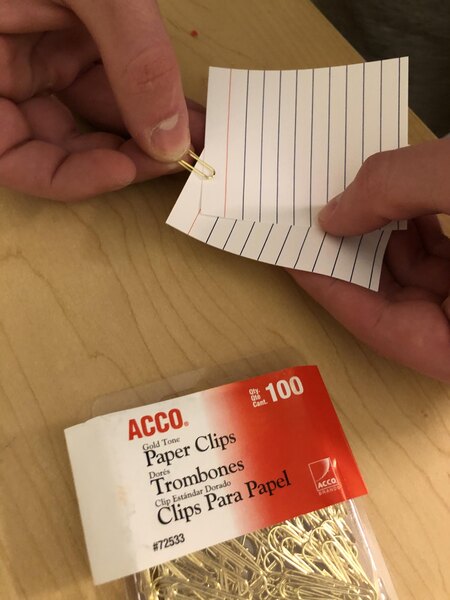 ACCO®
Qty.
Qté
Cant.
100
Gold Tone
Paper Clips
Dorés
Trombones
Clip Estándar Dorado
Clips Para Papel
#72533
ACCO
BRANDS